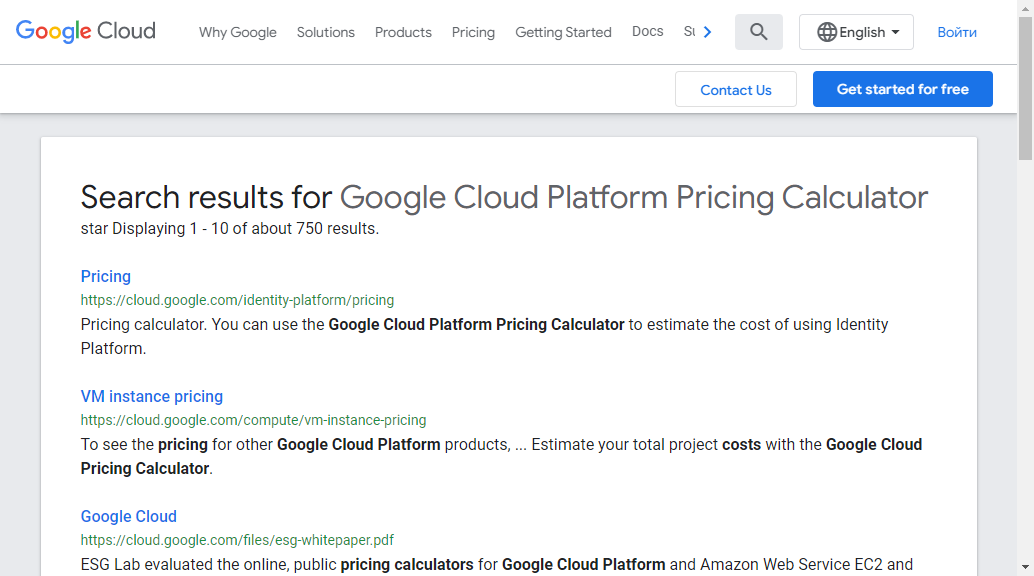 Google Cloud Why Google Solutions Products Pricing Getting Started Docs English Войти
Contact Us Get started for free
Search results for Google Cloud Platform Pricing Calculator
star Displaying 1 - 10 of about 750 results.
Pricing
https://cloud.google.com/identity-platform/pricing
Pricing calculator. You can use the Google Cloud Platform Pricing Calculator to estimate the cost of using Identity
Platform.
VM instance pricing
https://cloud.google.com/compute/vm-instance-pricing
To see the pricing for other Google Cloud Platform products, ... Estimate your total project costs with the Google Cloud
Pricing Calculator.
Google Cloud
https://cloud.google.com/files/esg-whitepaper.pdf
ESG Lab evaluated the online, public pricing calculators for Google Cloud Platform and Amazon Web Service EC2 and